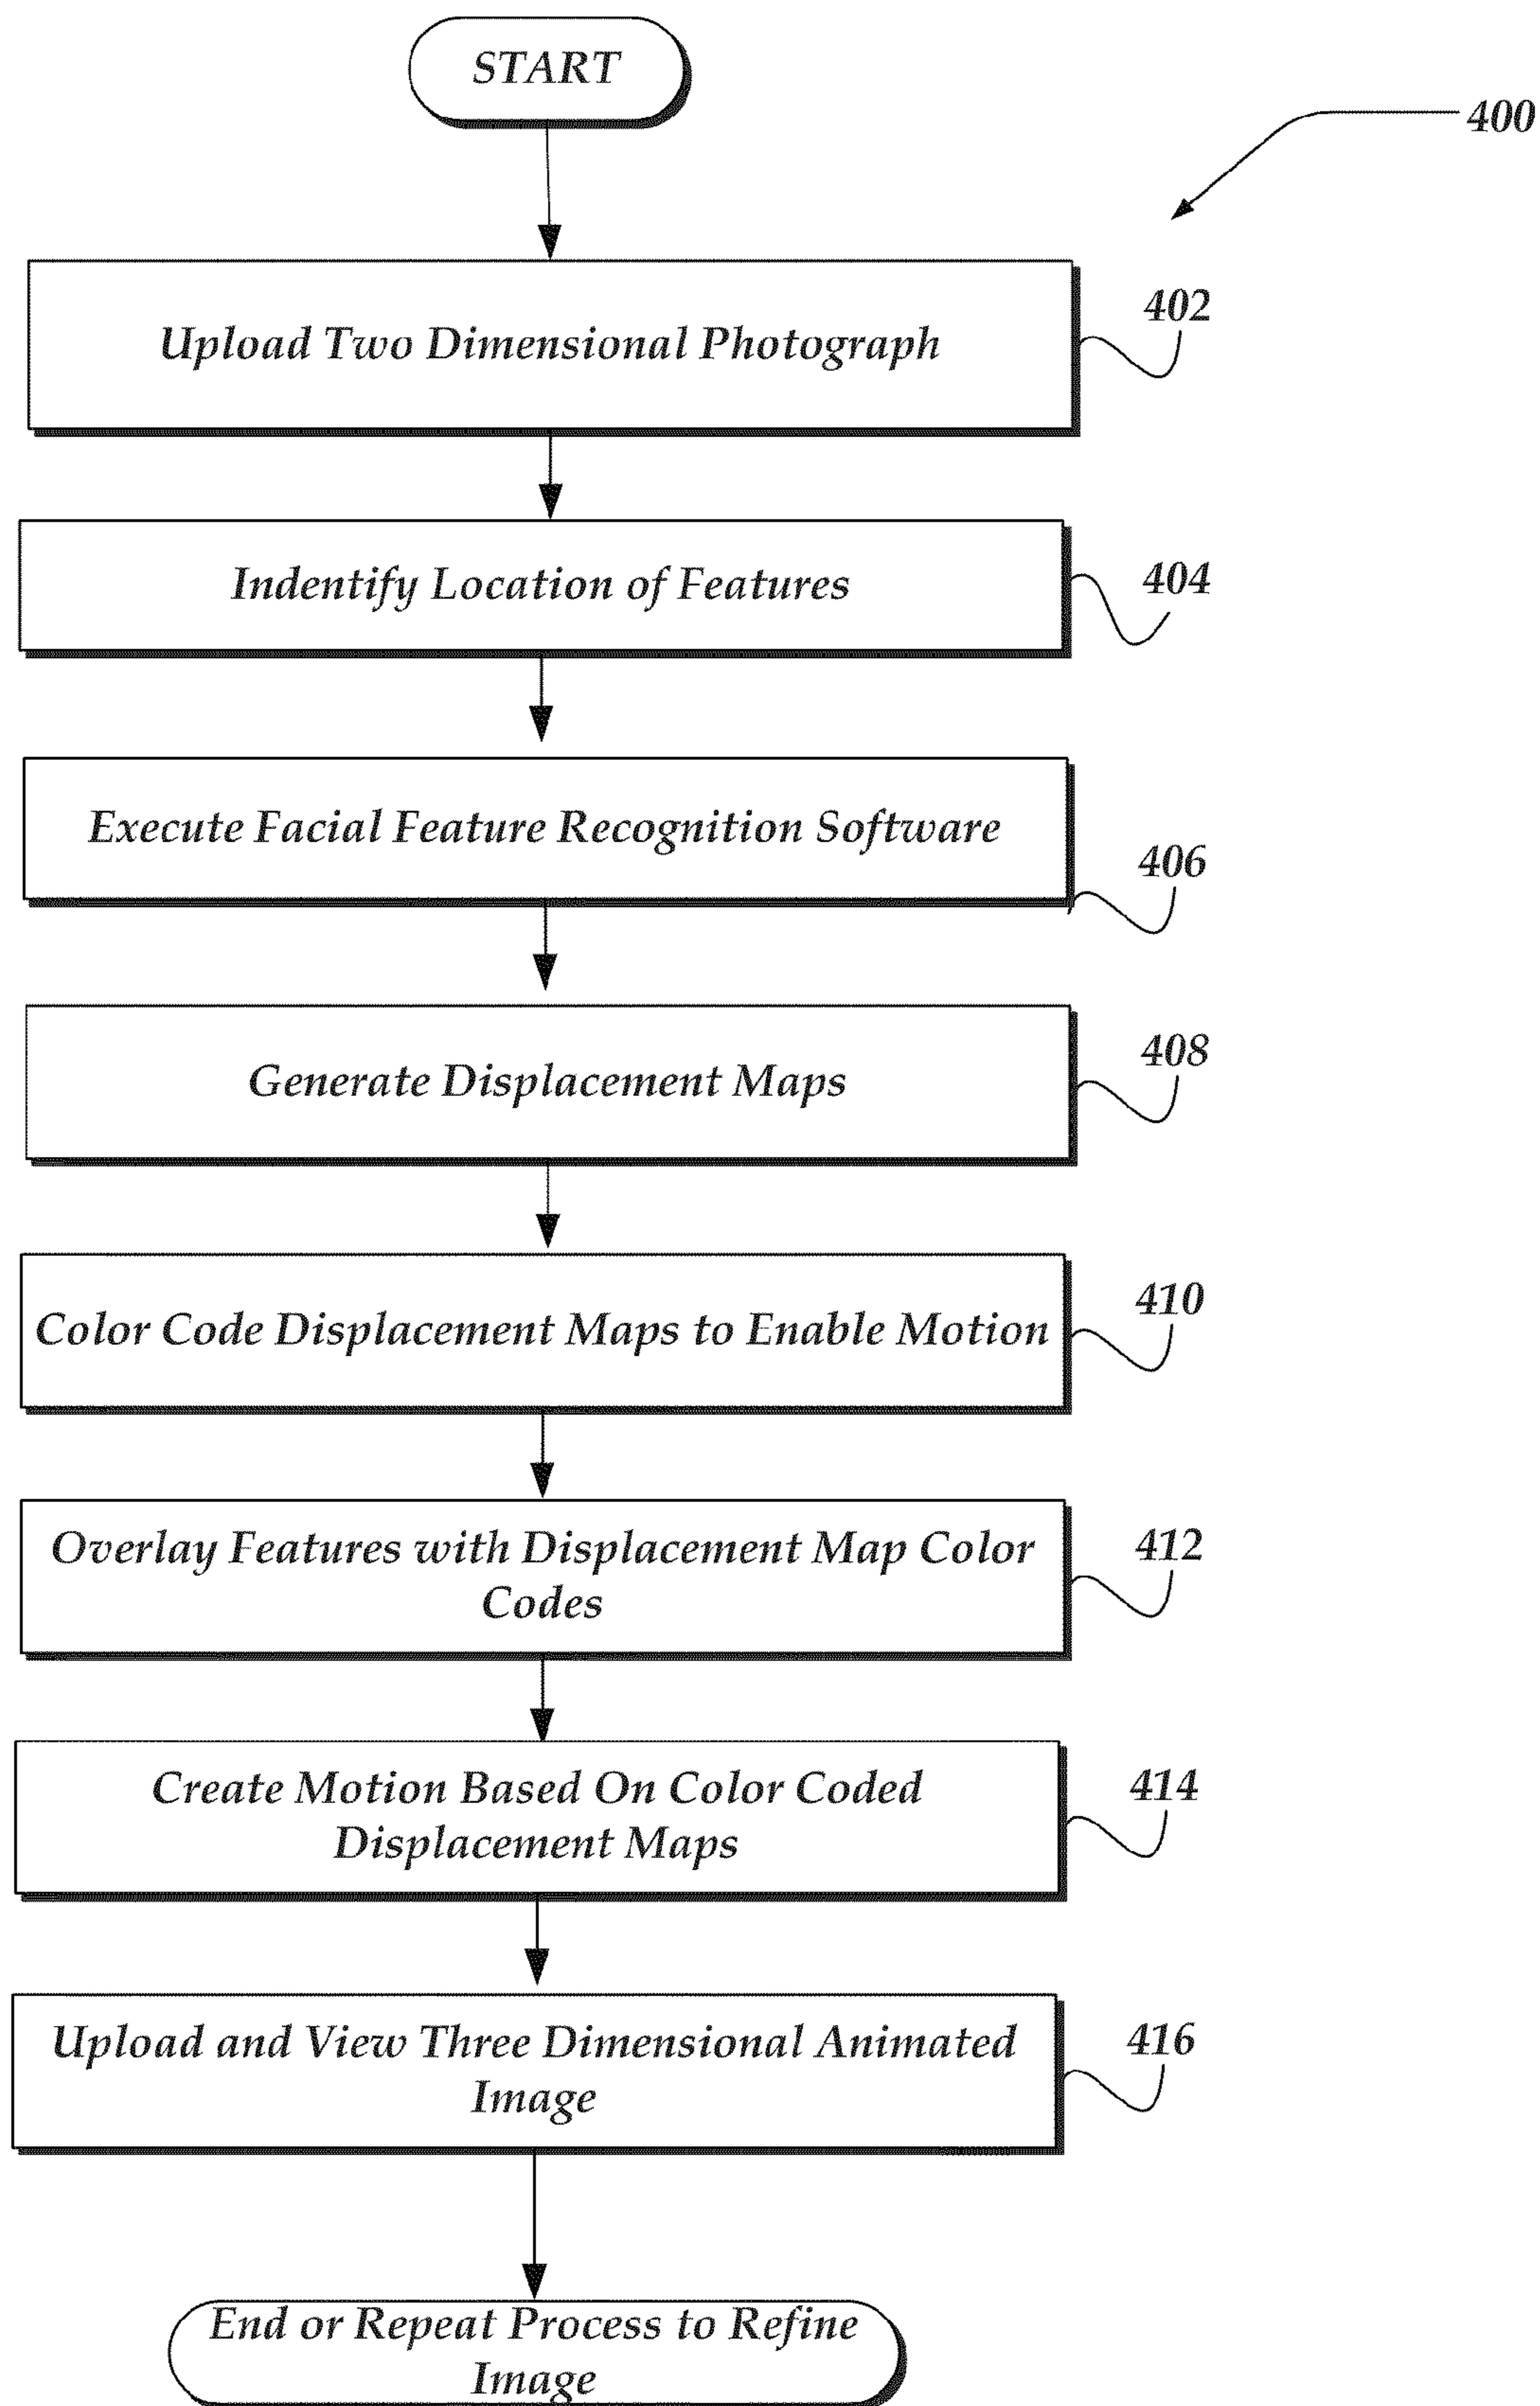 START
400
Upload Two Dimensional Photograph
402
Indentify Location of Features
404
Execute Facial Feature Recognition Software
406
Generate Displacement Maps
408
Color Code Displacement Maps to Enable Motion
410
Overlay Features with Displacement Map Color
Codes
412
Create Motion Based On Color Coded
Displacement Maps
414
Upload and View Three Dimensional Animated
Image
416
End or Repeat Process to Refine
Image